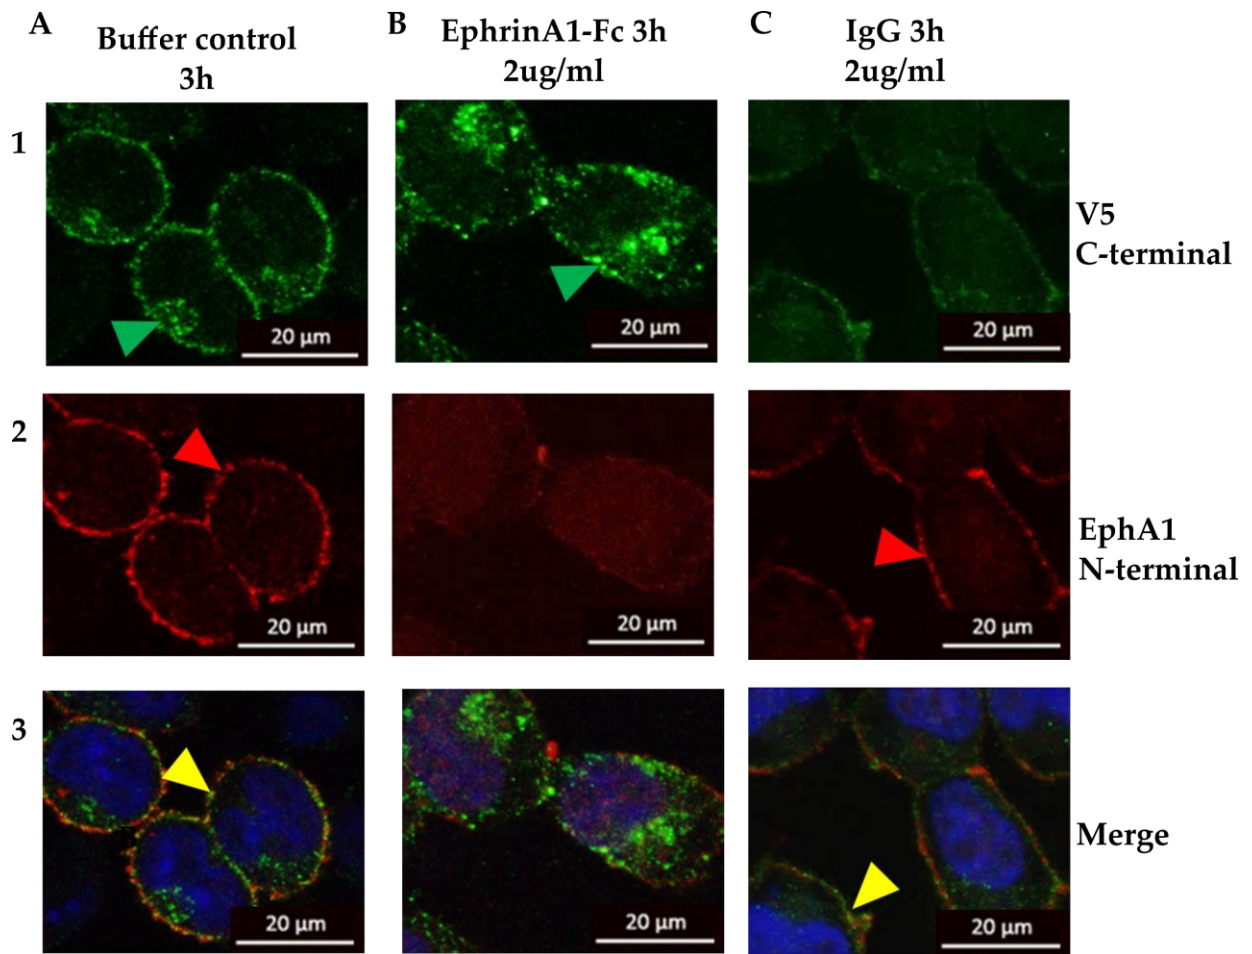 A
Buffer control
3h
B
EphrinA1-Fc 3h
2ug/ml
C
IgG 3h
2ug/ml
1
20 µm
20 µm
20 µm
V5
C-terminal
2
20 µm
20 µm
20 µm
EphA1
N-terminal
3
20 µm
20 µm
20 µm
Merge